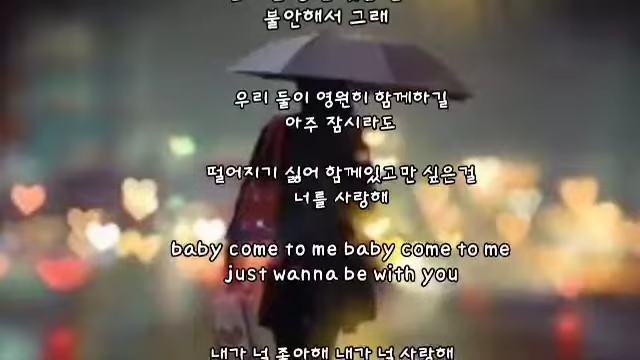 불안해서 그래
우리 둘이 영원히 함께하길
아주 잠시라도
떨어지기 싫어 함께있고만 싶은걸
너를 사랑해
baby come to me baby come to me
just wanna be with you
내가 널 좋아해 내가 널 사랑해